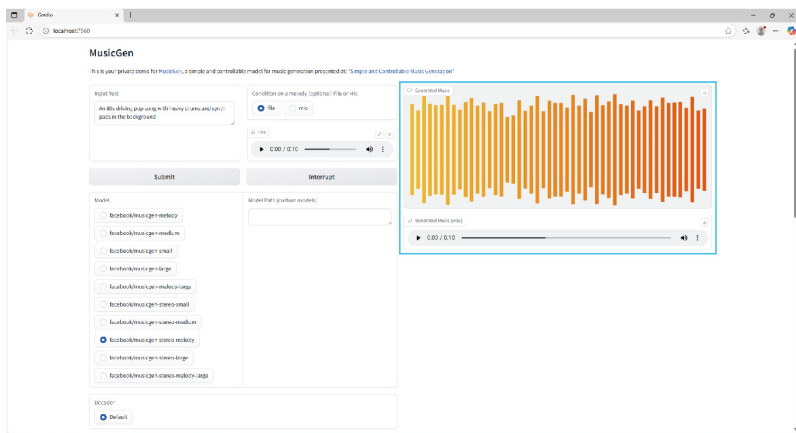 Gradio
localhost:7860
MusicGen
This is your private demo for MusicGen, a simple and controllable model for music generation presented at: "Simple and Controllable Music Generation"
Input Text
An 80s driving pop song with heavy drums and synth
pads in the background
Condition on a melody (optional) File or Mic
file
mic
File
0:00 / 0:10
Submit
Interrupt
Model
facebook/musicgen-melody
facebook/musicgen-medium
facebook/musicgen-small
facebook/musicgen-large
facebook/musicgen-melody-large
facebook/musicgen-stereo-small
facebook/musicgen-stereo-medium
facebook/musicgen-stereo-melody
facebook/musicgen-stereo-large
facebook/musicgen-stereo-melody-large
Model Path (custom models)
Decoder
Default
Generated Music
Generated Music (wav)
0:00 / 0:10